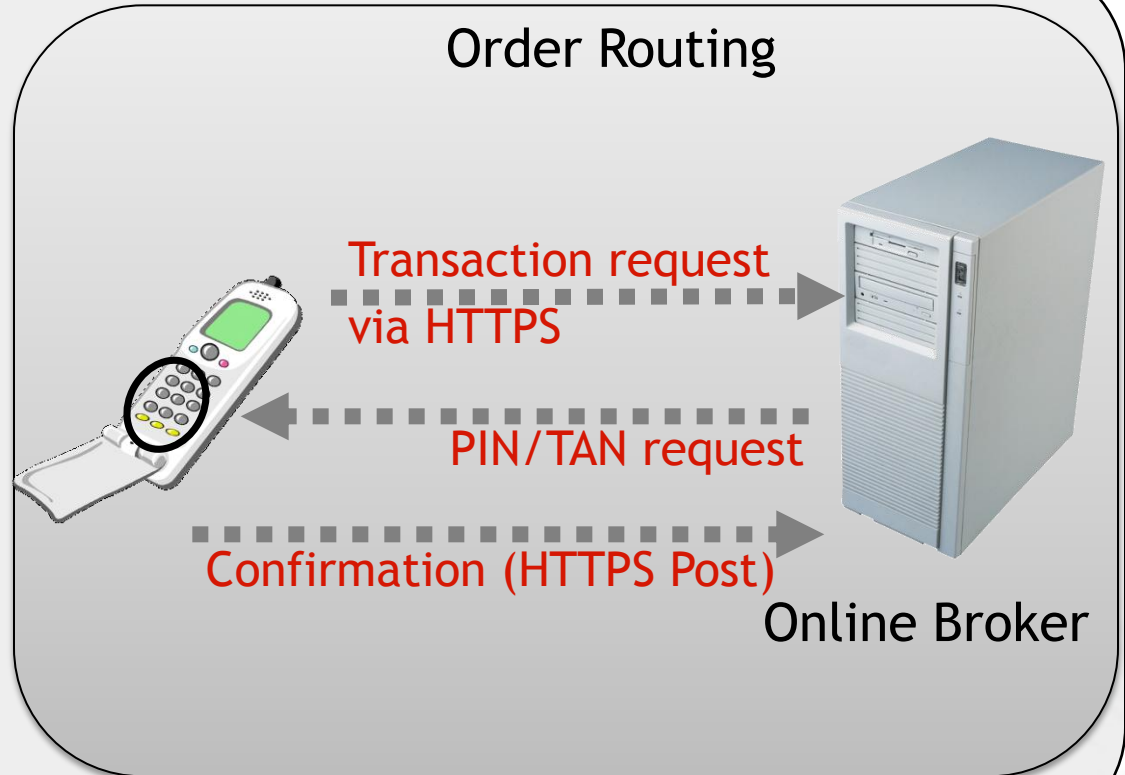 Order Routing
Transaction request
via HTTPS
PIN/TAN request
Confirmation (HTTPS Post)
Online Broker